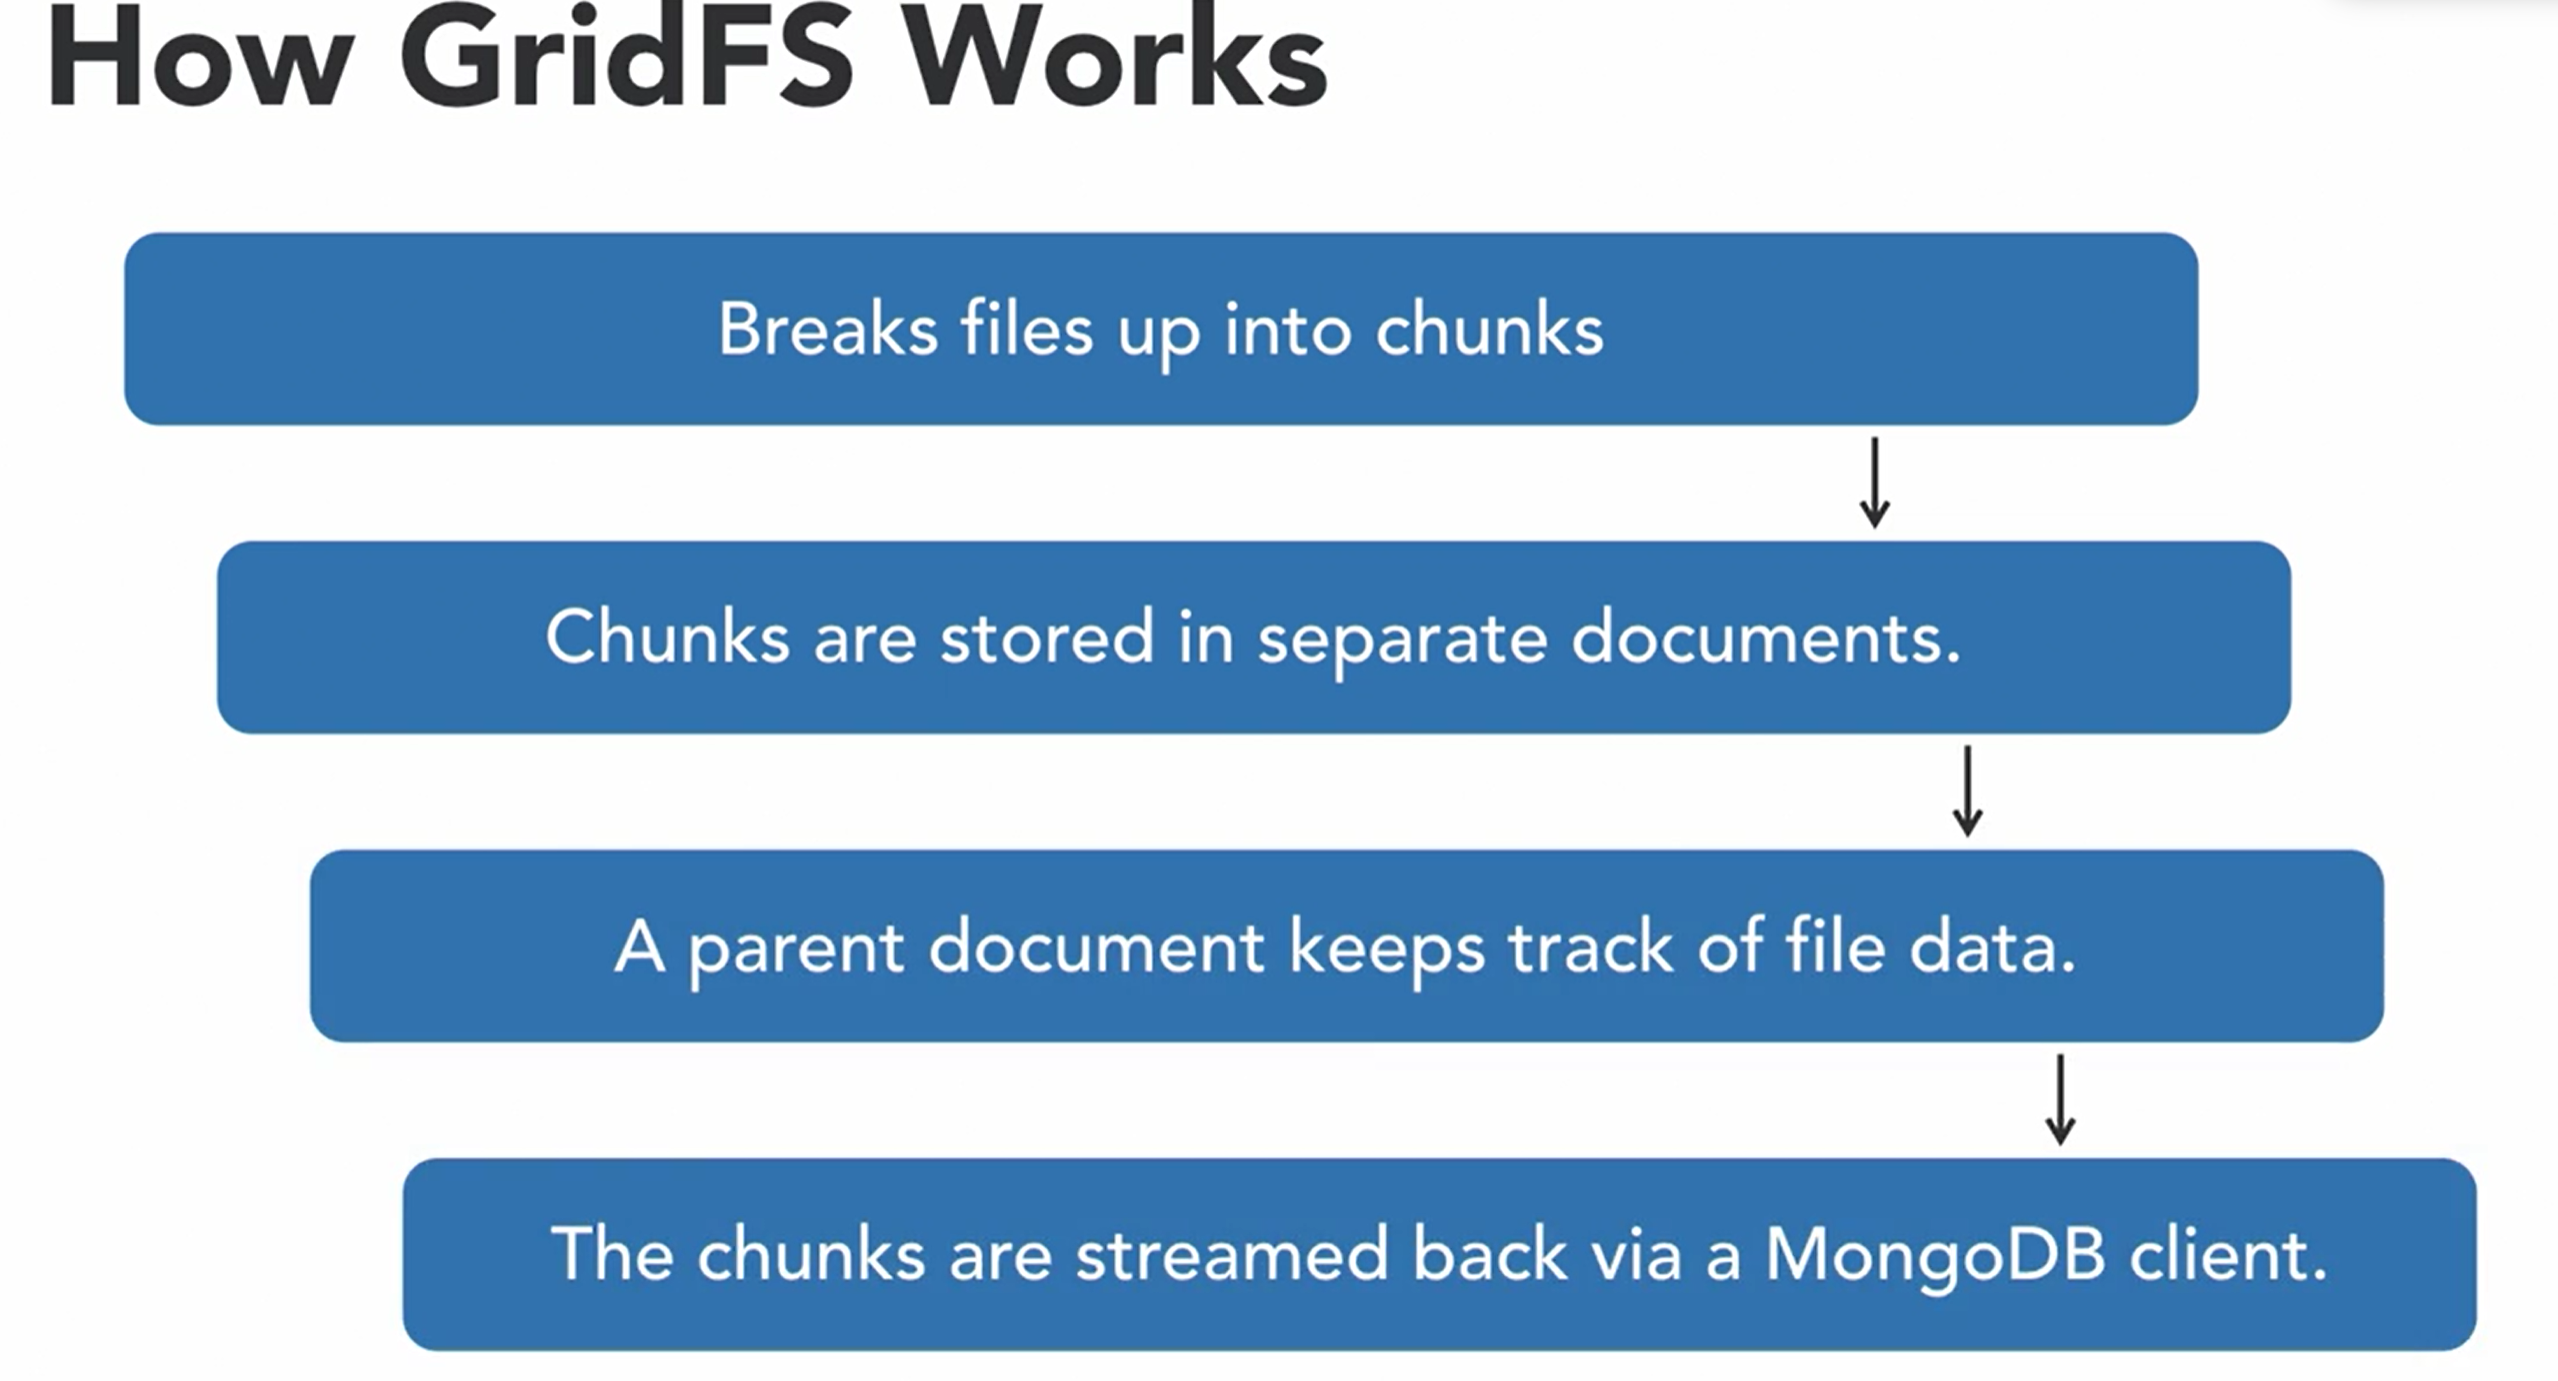 How GridFS Works
Breaks files up into chunks
Chunks are stored in separate documents.
A parent document keeps track of file data.
The chunks are streamed back via a MongoDB client.